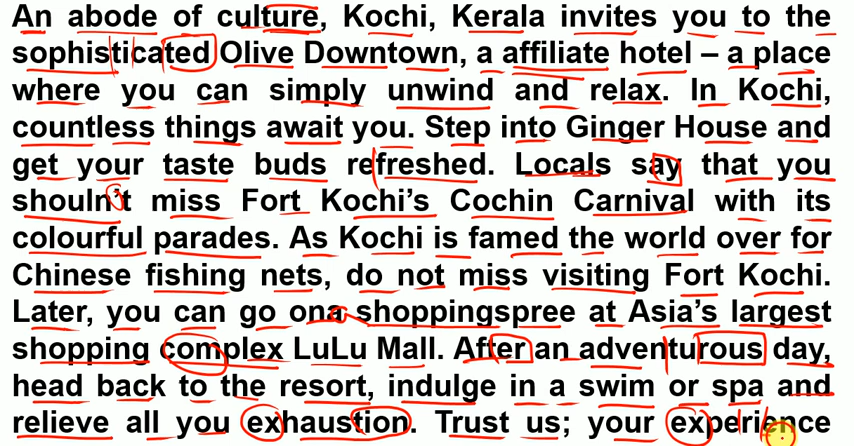 An abode of culture, Kochi, Kerala invites you to the
sophisticated Olive Downtown, a affiliate hotel – a place
where you can simply unwind and relax. In Kochi,
countless things await you. Step into Ginger House and
get your taste buds refreshed. Locals say that you
shouln't miss Fort Kochi's Cochin Carnival with its
colourful parades. As Kochi is famed the world over for
Chinese fishing nets, do not miss visiting Fort Kochi.
Later, you can go ona shoppingspree at Asia's largest
shopping complex LuLu Mall. After an adventurous day,
head back to the resort, indulge in a swim or spa and
relieve all you exhaustion. Trust us; your experience